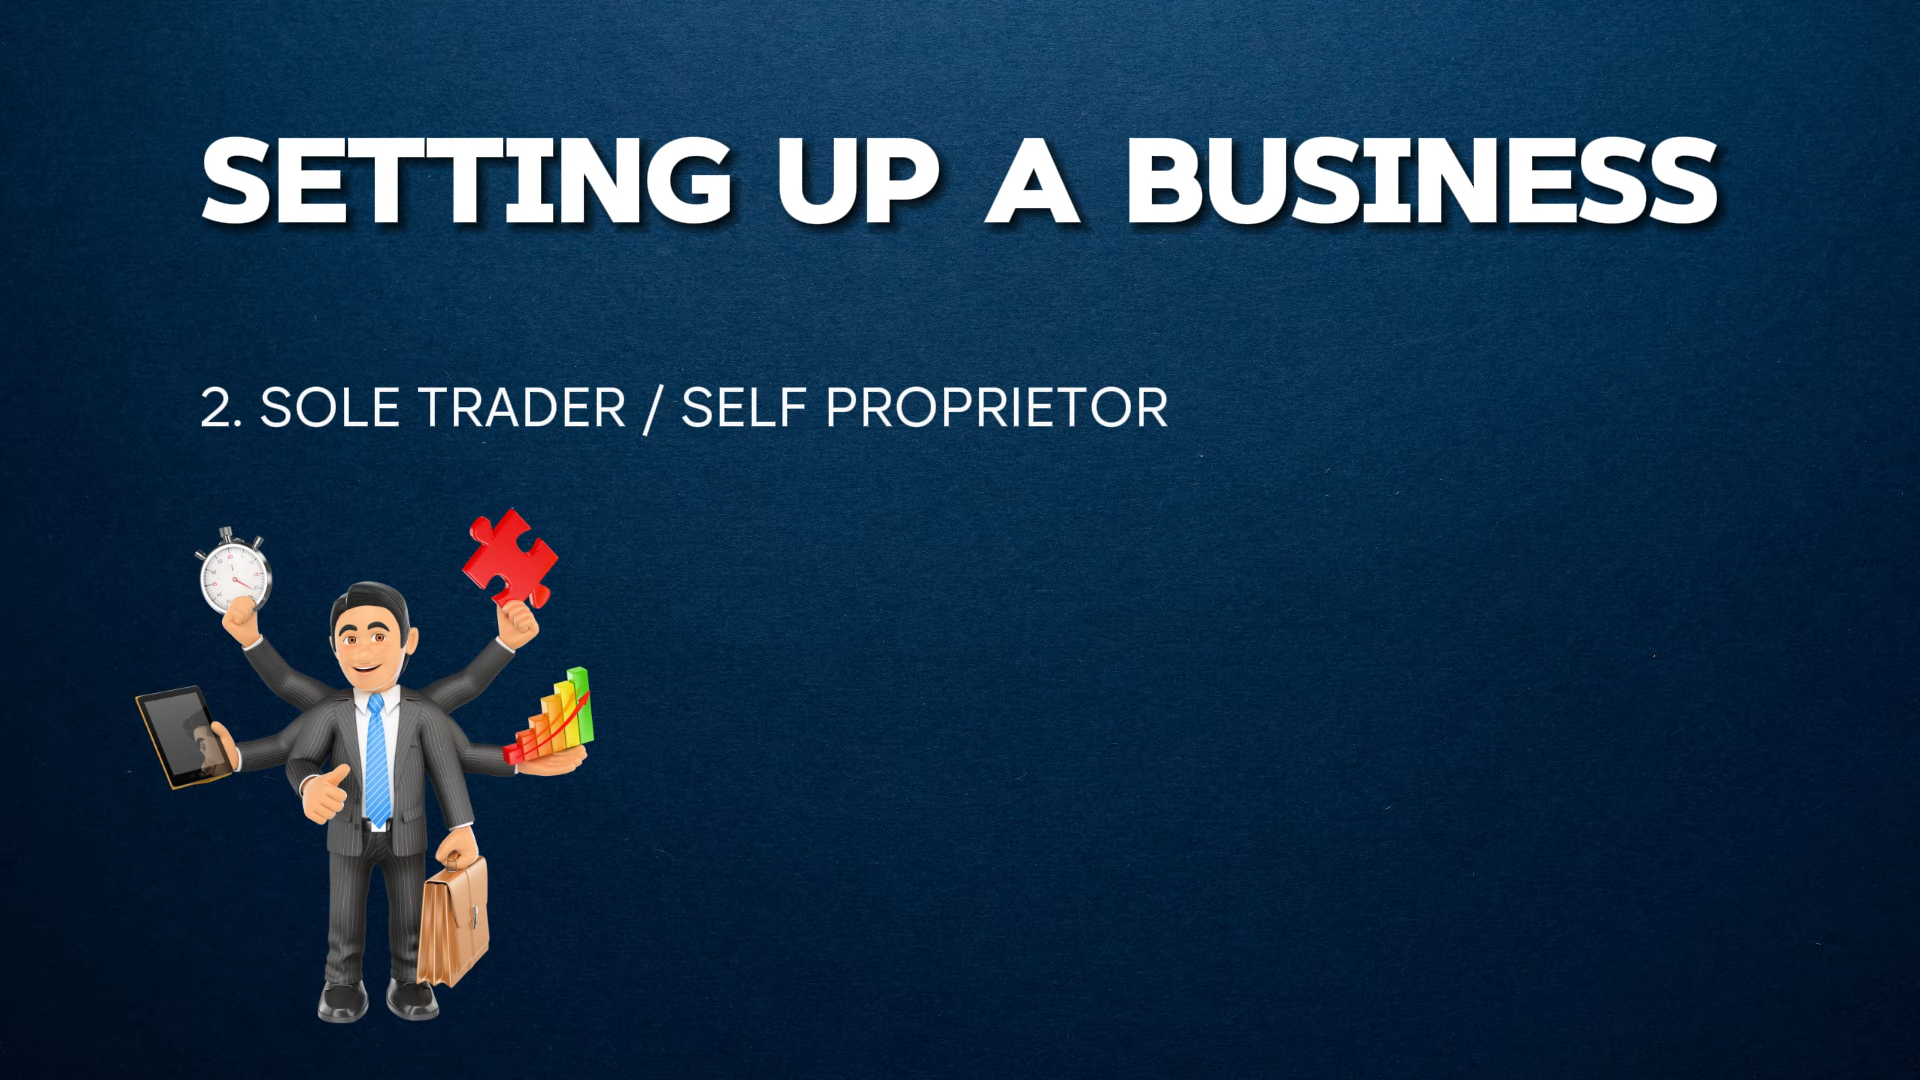 SETTING UP A BUSINESS
2. SOLE TRADER / SELF PROPRIETOR